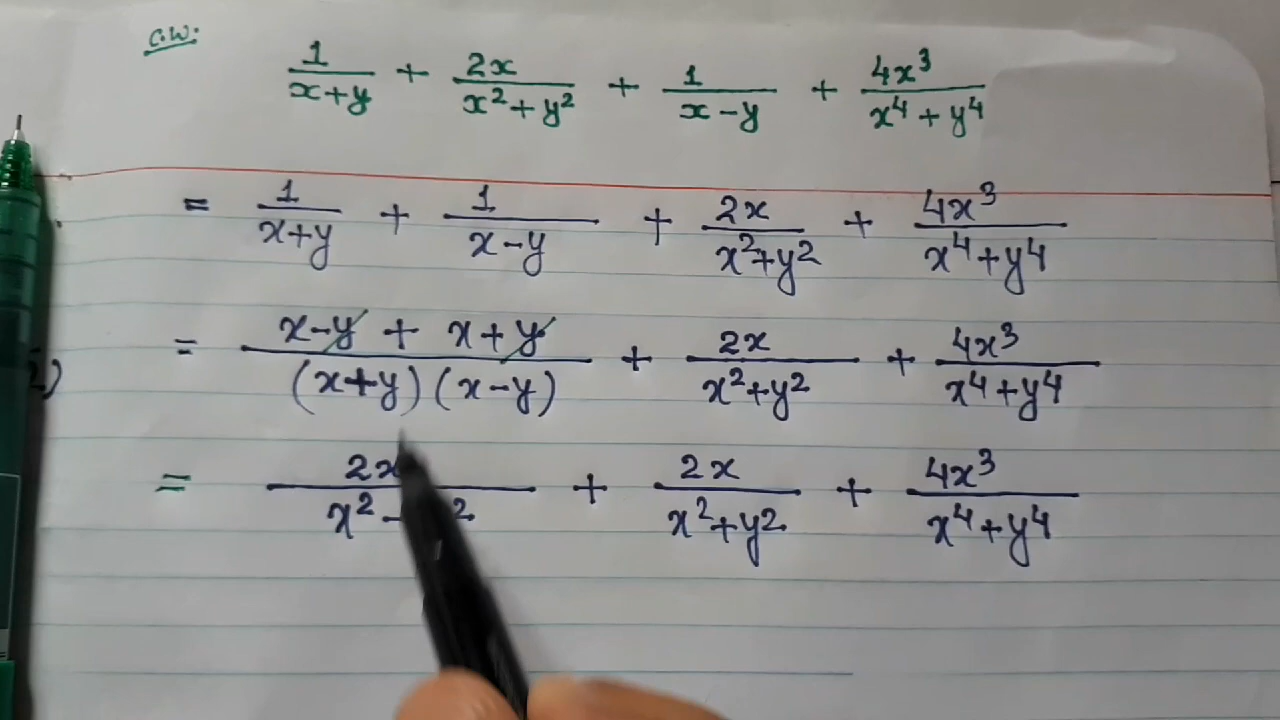 C.W:
1/(x+y) + 2x/(x²+y²) + 1/(x-y) + 4x³/(x⁴+y⁴)
= 1/(x+y) + 1/(x-y) + 2x/(x²+y²) + 4x³/(x⁴+y⁴)
= (x-y + x+y)/((x+y)(x-y)) + 2x/(x²+y²) + 4x³/(x⁴+y⁴)
= 2x/(x² - ²) + 2x/(x²+y²) + 4x³/(x⁴+y⁴)